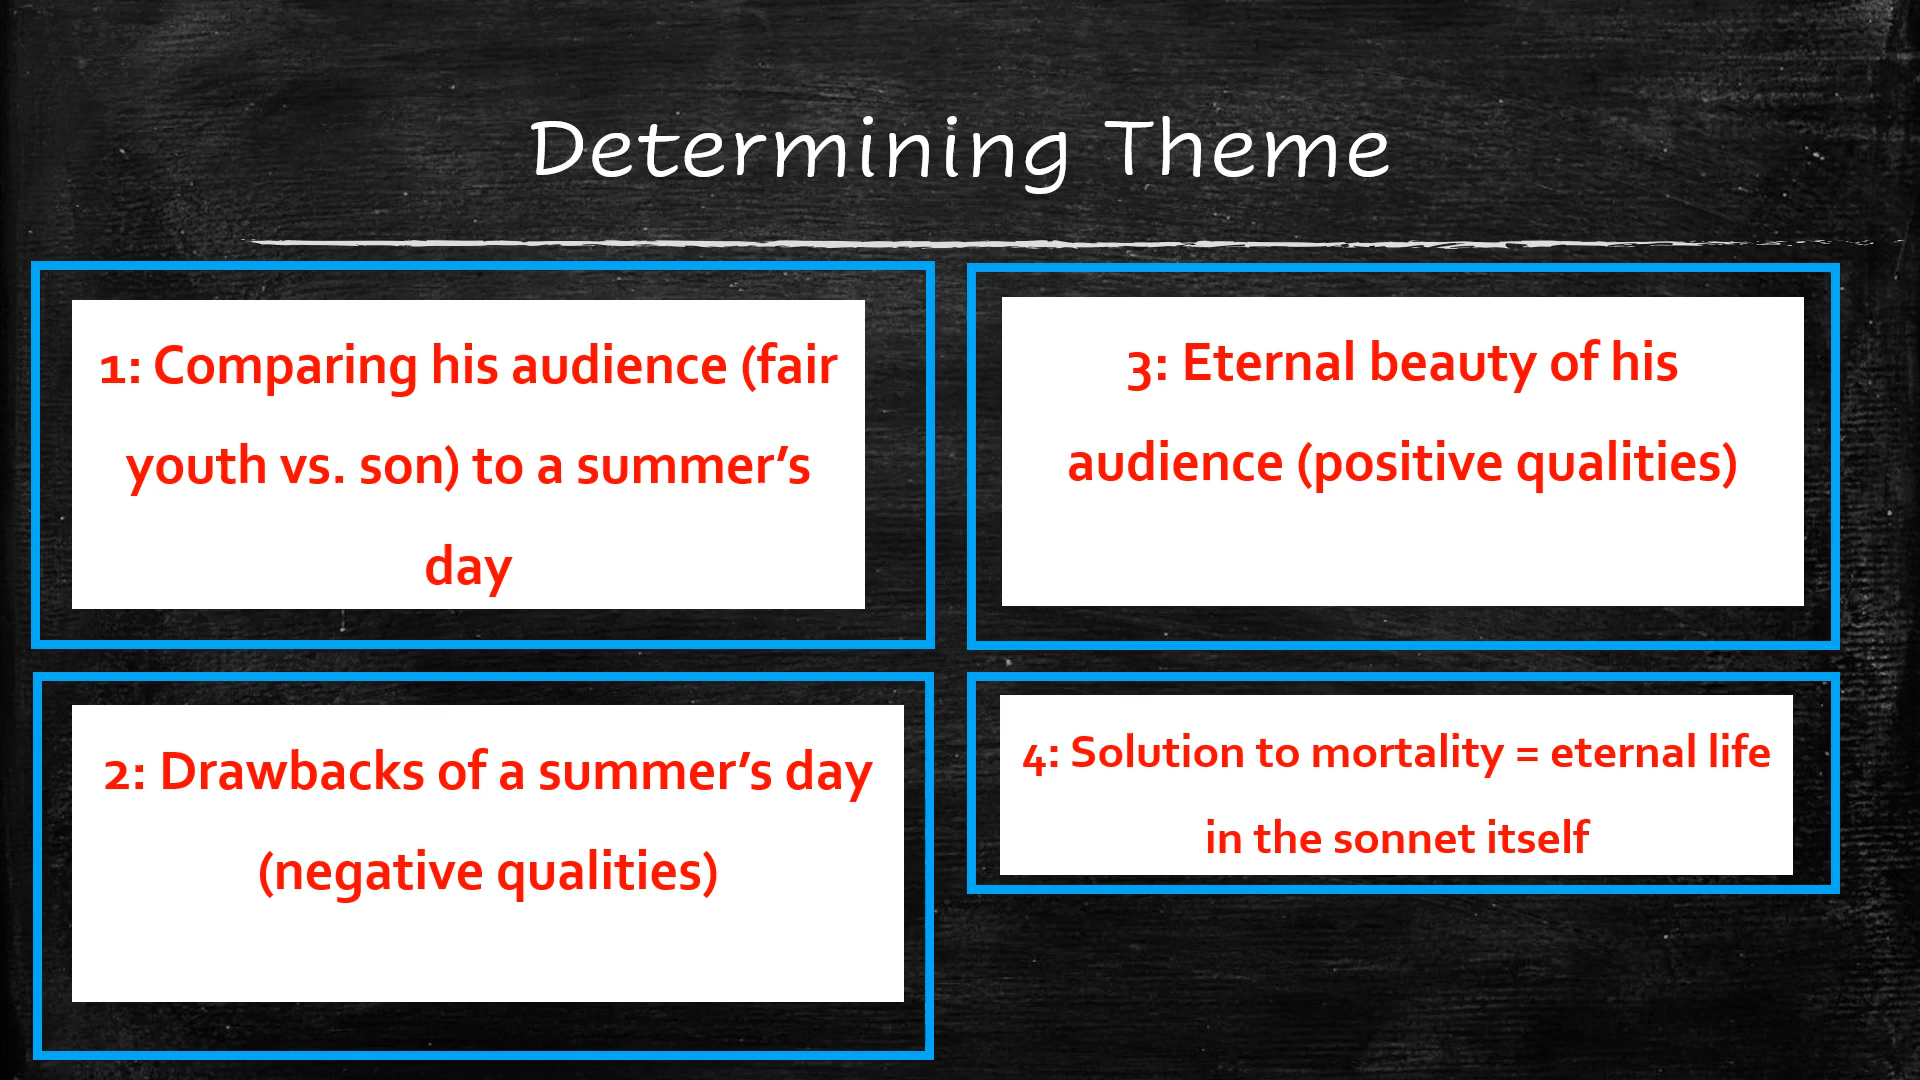 Determining Theme
1: Comparing his audience (fair
youth vs. son) to a summer’s
day
2: Drawbacks of a summer’s day
(negative qualities)
3: Eternal beauty of his
audience (positive qualities)
4: Solution to mortality = eternal life
in the sonnet itself